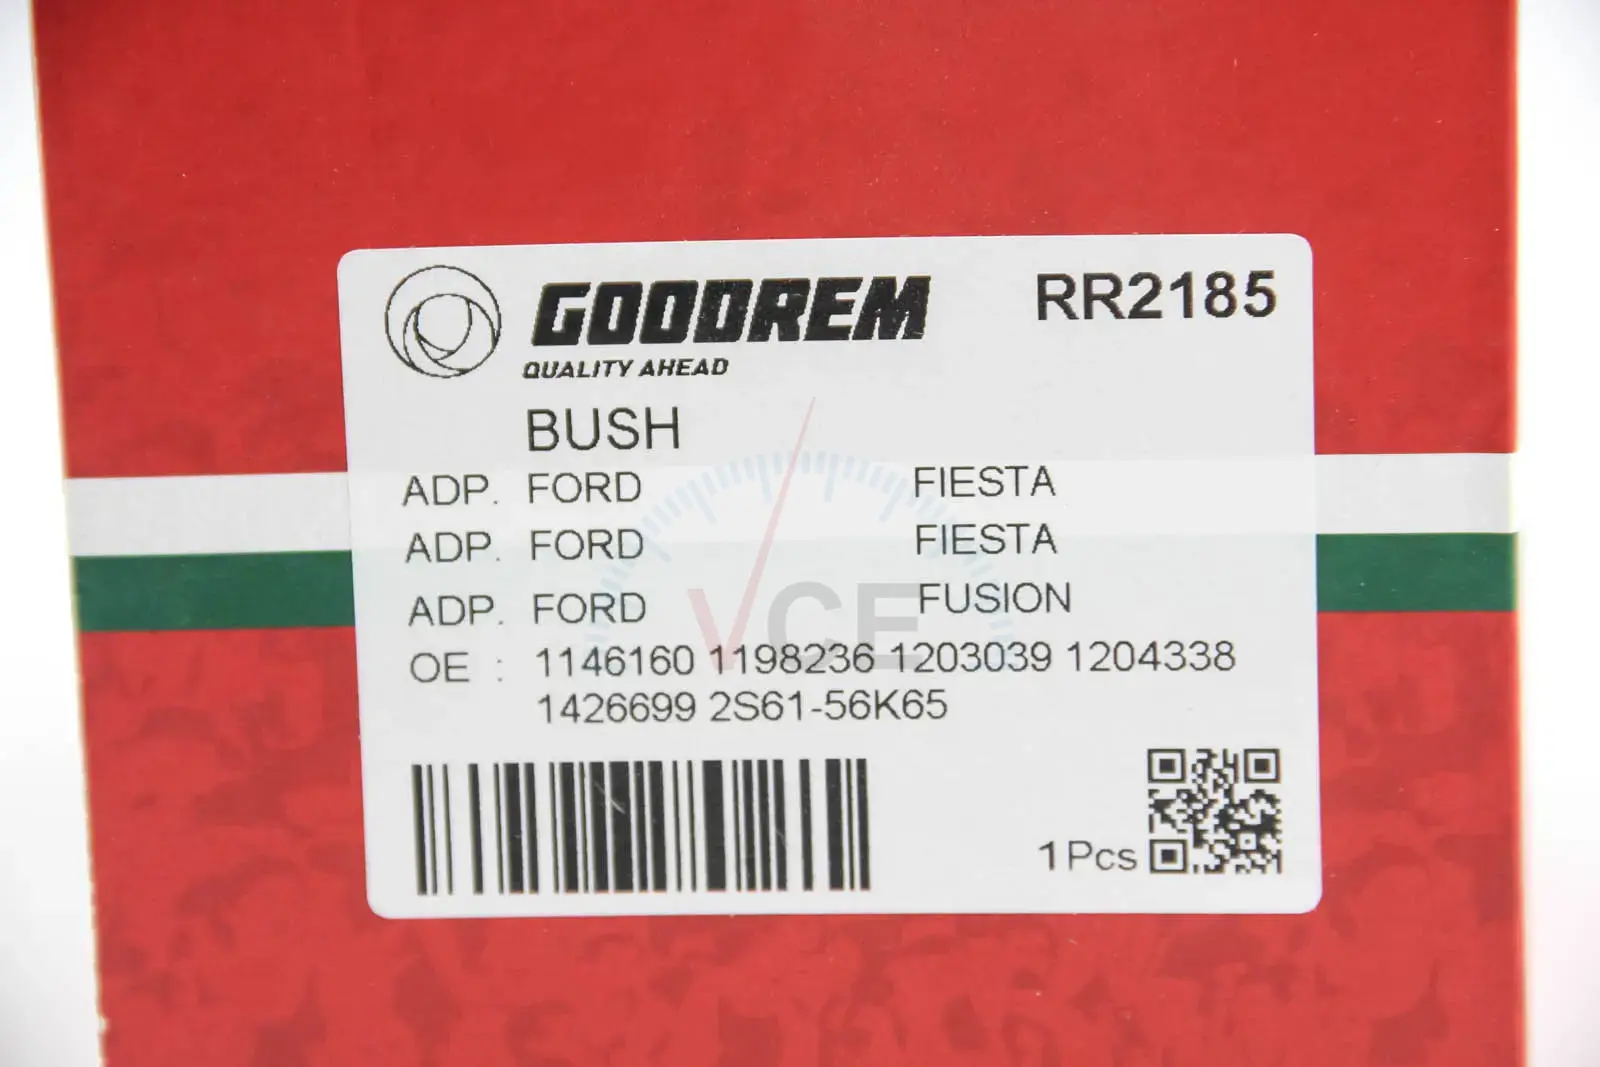 GOODREM
RR2185
QUALITY AHEAD
BUSH
ADP. FORD FIESTA
ADP. FORD FIESTA
ADP. FORD FUSION
VCE
OE : 1146160 1198236 1203039 1204338
1426699 2S61-56K65
1 Pcs